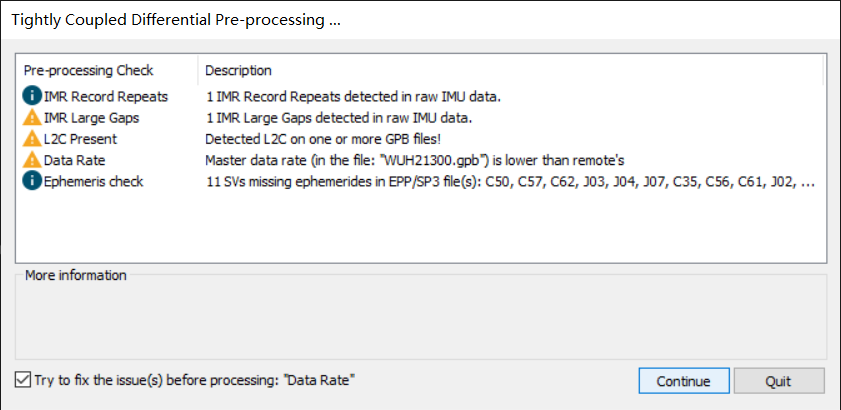 Tightly Coupled Differential Pre-processing ...
Pre-processing Check Description
IMR Record Repeats 1 IMR Record Repeats detected in raw IMU data.
IMR Large Gaps 1 IMR Large Gaps detected in raw IMU data.
L2C Present Detected L2C on one or more GPB files!
Data Rate Master data rate (in the file: "WUH21300.gpb") is lower than remote's
Ephemeris check 11 SVs missing ephemerides in EPP/SP3 file(s): C50, C57, C62, J03, J04, J07, C35, C56, C61, J02, ...
More information
Try to fix the issue(s) before processing: "Data Rate" Continue Quit